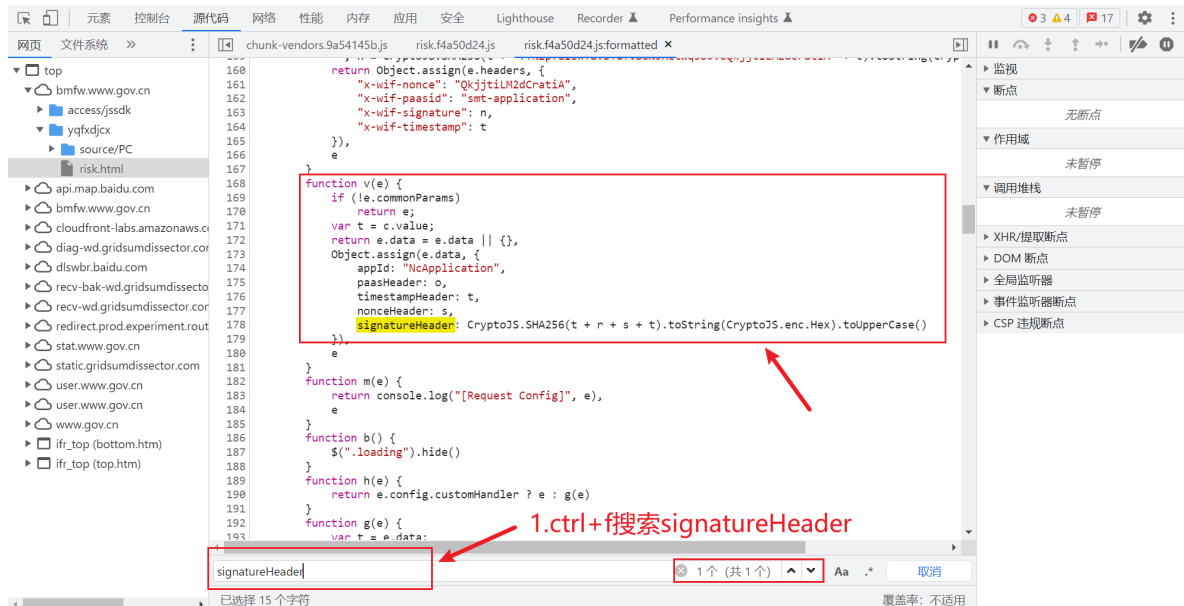 元素 控制台 源代码 网络 性能 内存 应用 安全 Lighthouse Recorder Performance insights 3 4 17
网页 文件系统 » chunk-vendors.9a54145b.js risk.f4a50d24.js risk.f4a50d24.js:formatted ×
top
bmfw.www.gov.cn
access/jssdk
yqfxdjcx
source/PC
risk.html
api.map.baidu.com
bmfw.www.gov.cn
cloudfront-labs.amazonaws.c
diag-wd.gridsumdissector.cor
dlswbr.baidu.com
recv-bak-wd.gridsumdissecto
recv-wd.gridsumdissector.cor
redirect.prod.experiment.rout
stat.www.gov.cn
static.gridsumdissector.com
user.www.gov.cn
user.www.gov.cn
www.gov.cn
ifr_top (bottom.htm)
ifr_top (top.htm)
160 return Object.assign(e.headers, {
161 "x-wif-nonce": "QkjjtiLM2dCratiA",
162 "x-wif-paasid": "smt-application",
163 "x-wif-signature": n,
164 "x-wif-timestamp": t
165 }),
166 e
167 }
168 function v(e) {
169 if (!e.commonParams)
170 return e;
171 var t = c.value;
172 return e.data = e.data || {},
173 Object.assign(e.data, {
174 appId: "NcApplication",
175 paasHeader: o,
176 timestampHeader: t,
177 nonceHeader: s,
178 signatureHeader: CryptoJS.SHA256(t + r + s + t).toString(CryptoJS.enc.Hex).toUpperCase()
179 }),
180 e
181 }
182 function m(e) {
183 return console.log("[Request Config]", e),
184 e
185 }
186 function b() {
187 $(".loading").hide()
188 }
189 function h(e) {
190 return e.config.customHandler ? e : g(e)
191 }
192 function g(e) {
193 var t = e.data;
1.ctrl+f搜索signatureHeader
signatureHeader 1个 (共1个) Aa .* 取消
已选择 15 个字符 覆盖率：不适用
监视
断点
无断点
作用域
未暂停
调用堆栈
未暂停
XHR/提取断点
DOM 断点
全局监听器
事件监听器断点
CSP 违规断点